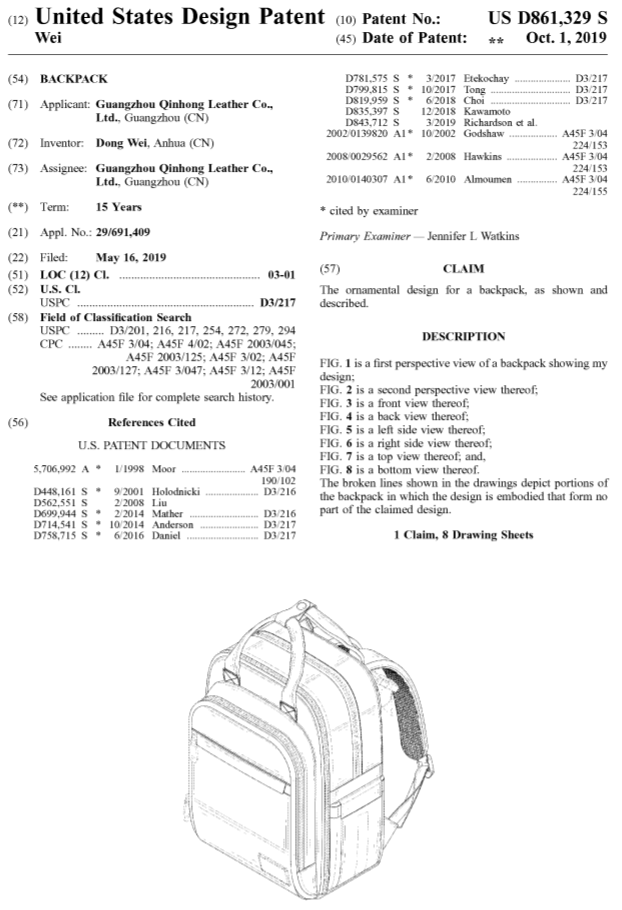 (12) United States Design Patent
Wei
(10) Patent No.: US D861,329 S
(45) Date of Patent: ** Oct. 1, 2019
(54) BACKPACK
(71) Applicant: Guangzhou Qinhong Leather Co.,
Ltd., Guangzhou (CN)
(72) Inventor: Dong Wei, Anhua (CN)
(73) Assignee: Guangzhou Qinhong Leather Co.,
Ltd., Guangzhou (CN)
(**) Term: 15 Years
(21) Appl. No.: 29/691,409
(22) Filed: May 16, 2019
(51) LOC (12) Cl. .......................................... 03-01
(52) U.S. Cl.
USPC .................................................... D3/217
(58) Field of Classification Search
USPC ......... D3/201, 216, 217, 254, 272, 279, 294
CPC ........ A45F 3/04; A45F 4/02; A45F 2003/045;
A45F 2003/125; A45F 3/02; A45F
2003/127; A45F 3/047; A45F 3/12; A45F
2003/001
See application file for complete search history.
(56) References Cited
U.S. PATENT DOCUMENTS
5,706,992 A * 1/1998 Moor ..................... A45F 3/04
190/102
D448,161 S * 9/2001 Holodnicki ................... D3/216
D562,551 S 2/2008 Liu
D699,944 S * 2/2014 Mather ........................ D3/216
D714,541 S * 10/2014 Anderson ..................... D3/217
D758,715 S * 6/2016 Daniel ......................... D3/217
D781,575 S * 3/2017 Etekochay .................... D3/217
D799,815 S * 10/2017 Tong ........................... D3/217
D819,959 S * 6/2018 Choi ........................... D3/217
D835,397 S 12/2018 Kawamoto
D843,712 S 3/2019 Richardson et al.
2002/0139820 A1* 10/2002 Godshaw ................ A45F 3/04
224/153
2008/0029562 A1* 2/2008 Hawkins ................. A45F 3/04
224/153
2010/0140307 A1* 6/2010 Almoumen .............. A45F 3/04
224/155
* cited by examiner
Primary Examiner — Jennifer L Watkins
(57) CLAIM
The ornamental design for a backpack, as shown and
described.
DESCRIPTION
FIG. 1 is a first perspective view of a backpack showing my
design;
FIG. 2 is a second perspective view thereof;
FIG. 3 is a front view thereof;
FIG. 4 is a back view thereof;
FIG. 5 is a left side view thereof;
FIG. 6 is a right side view thereof;
FIG. 7 is a top view thereof; and,
FIG. 8 is a bottom view thereof.
The broken lines shown in the drawings depict portions of
the backpack in which the design is embodied that form no
part of the claimed design.
1 Claim, 8 Drawing Sheets